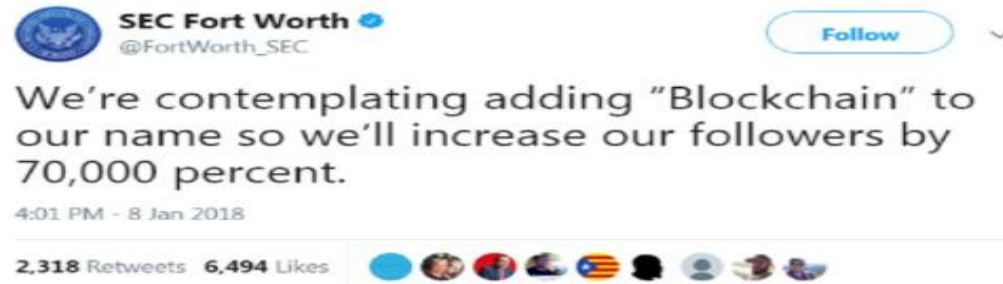 SEC Fort Worth
@FortWorth_SEC
Follow
We're contemplating adding "Blockchain" to
our name so we'll increase our followers by
70,000 percent.
4:01 PM - 8 Jan 2018
2,318 Retweets 6,494 Likes